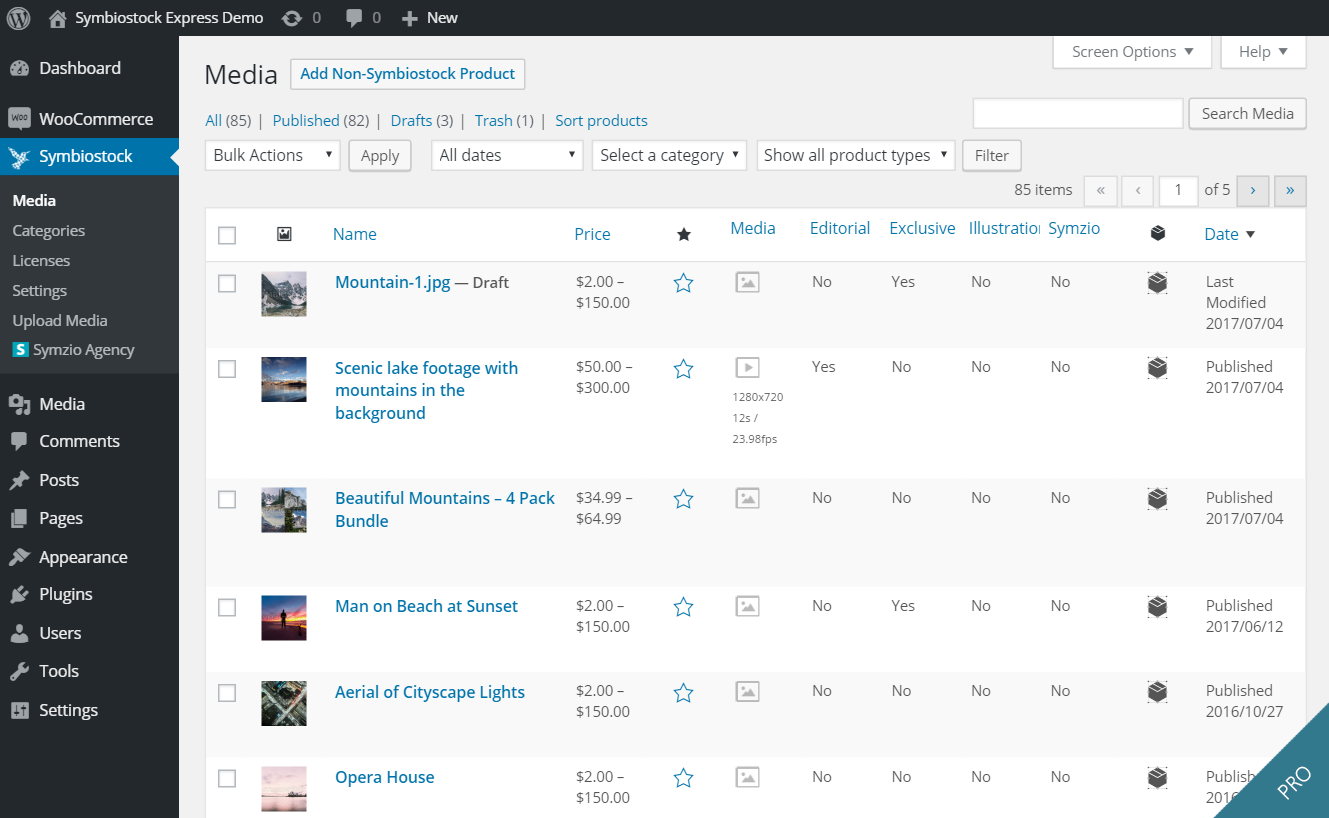 Symbiostock Express Demo 0 0 New
Dashboard
WooCommerce
Symbiostock
Media
Categories
Licenses
Settings
Upload Media
S Symzio Agency
Media
Comments
Posts
Pages
Appearance
Plugins
Users
Tools
Settings
Screen Options ▼ Help ▼
Media Add Non-Symbiostock Product
All (85) | Published (82) | Drafts (3) | Trash (1) | Sort products
Search Media
Bulk Actions Apply All dates Select a category Show all product types Filter
85 items « ‹ 1 of 5 › »
Name Price Media Editorial Exclusive Illustration Symzio Date
Mountain-1.jpg — Draft
$2.00 –
$150.00
No Yes No No
Last
Modified
2017/07/04
Scenic lake footage with
mountains in the
background
$50.00 –
$300.00
1280x720
12s /
23.98fps
Yes No No No
Published
2017/07/04
Beautiful Mountains – 4 Pack
Bundle
$34.99 –
$64.99
No No No No
Published
2017/07/04
Man on Beach at Sunset
$2.00 –
$150.00
No Yes No No
Published
2017/06/12
Aerial of Cityscape Lights
$2.00 –
$150.00
No No No No
Published
2016/10/27
Opera House
$2.00 –
$150.00
No No No No
PRO